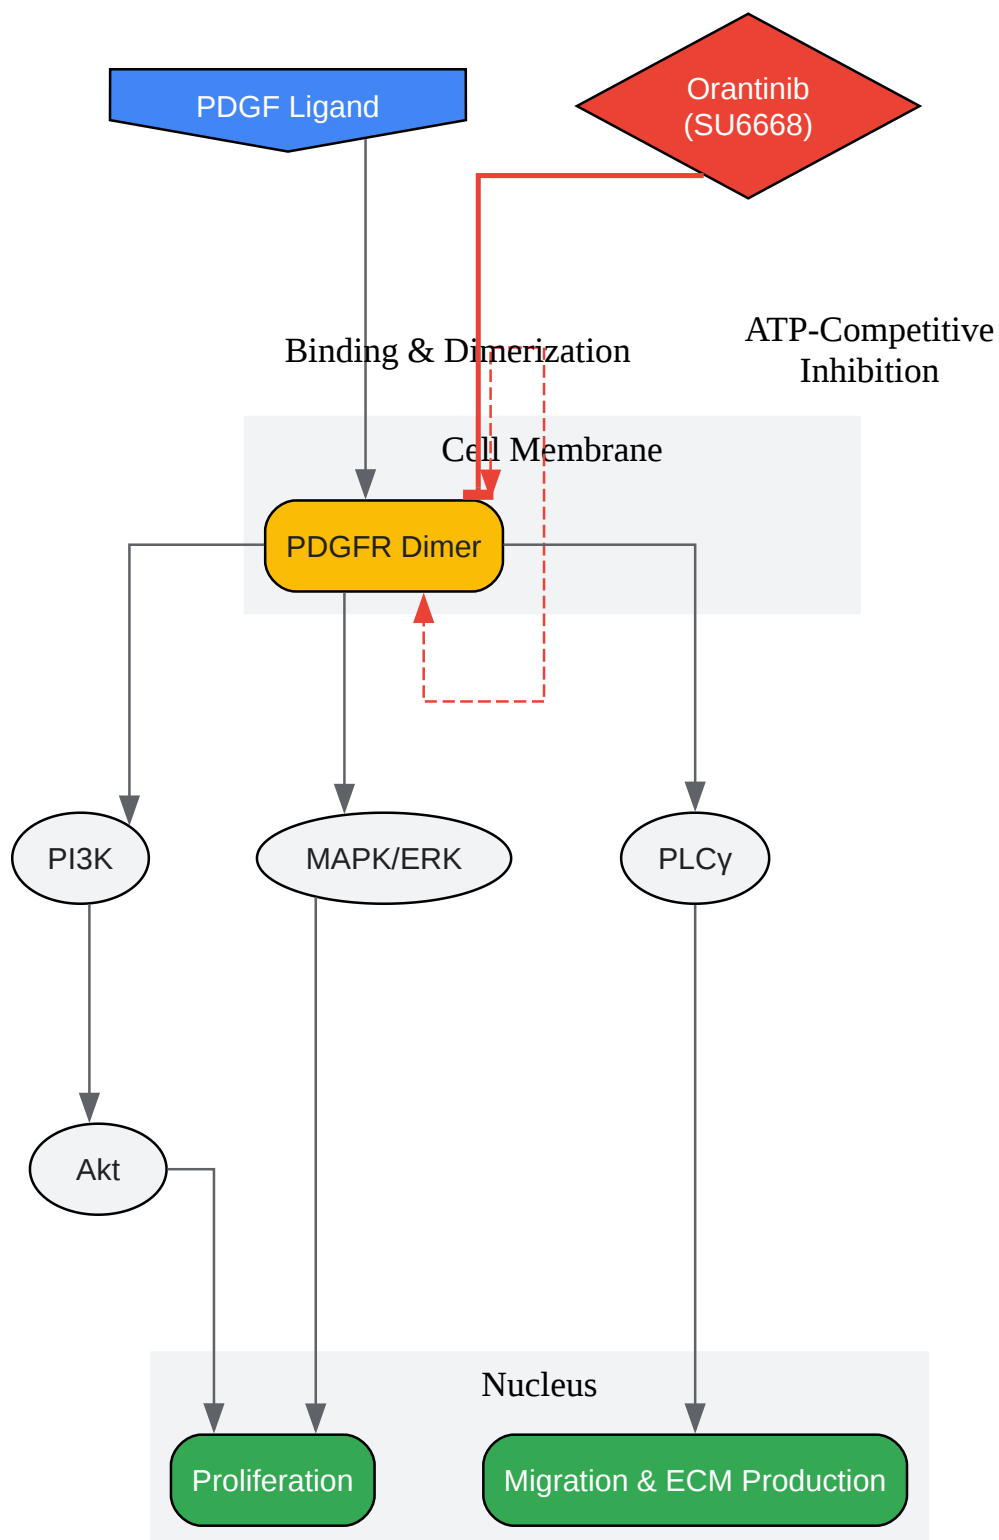 PDGF Ligand
Orantinib
(SU6668)
Binding & Dimerization
ATP-Competitive
Inhibition
Cell Membrane
PDGFR Dimer
PI3K
MAPK/ERK
PLCγ
Akt
Nucleus
Proliferation
Migration & ECM Production